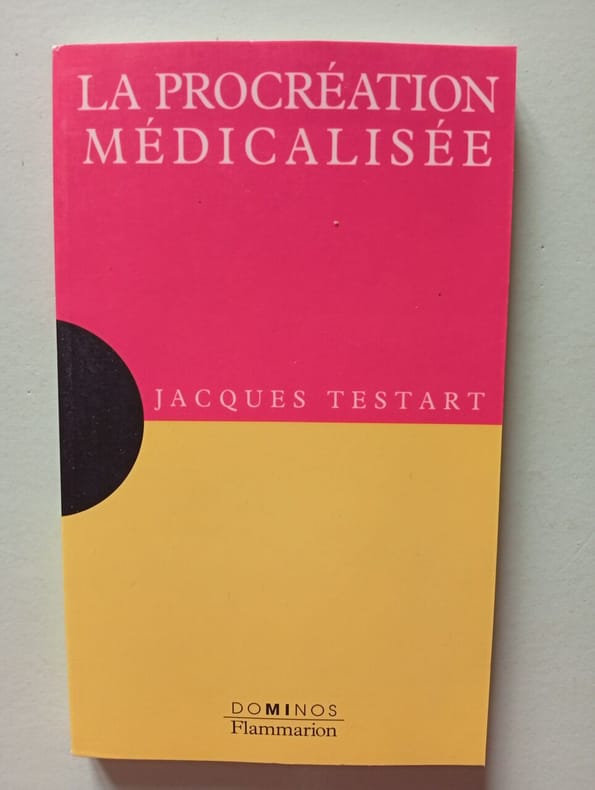 LA PROCRÉATION
MÉDICALISÉE
JACQUES TESTART
DOMINOS
Flammarion